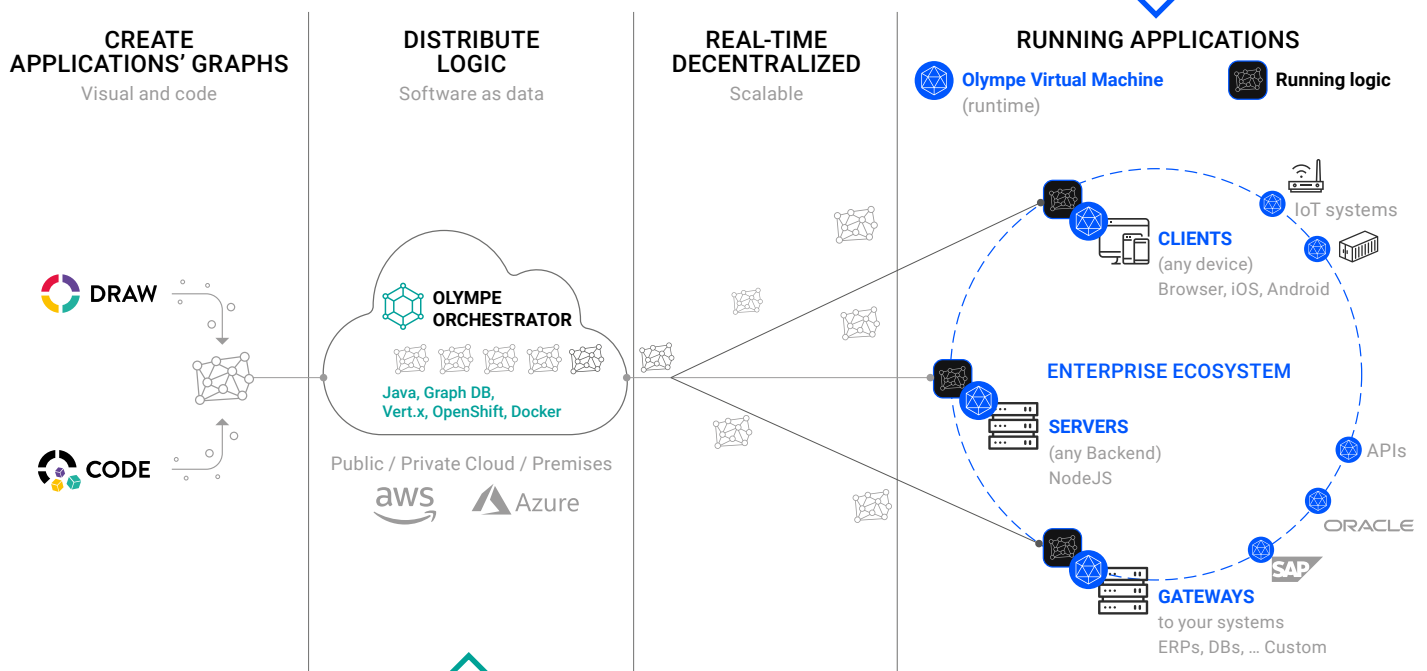 CREATE
APPLICATIONS’ GRAPHS
Visual and code
DRAW
CODE
DISTRIBUTE
LOGIC
Software as data
OLYMPE
ORCHESTRATOR
Java, Graph DB,
Vert.x, OpenShift, Docker
Public / Private Cloud / Premises
aws
Azure
REAL-TIME
DECENTRALIZED
Scalable
RUNNING APPLICATIONS
Olympe Virtual Machine
(runtime)
Running logic
IoT systems
CLIENTS
(any device)
Browser, iOS, Android
ENTERPRISE ECOSYSTEM
SERVERS
(any Backend)
NodeJS
APIs
ORACLE
SAP
GATEWAYS
to your systems
ERPs, DBs, ... Custom